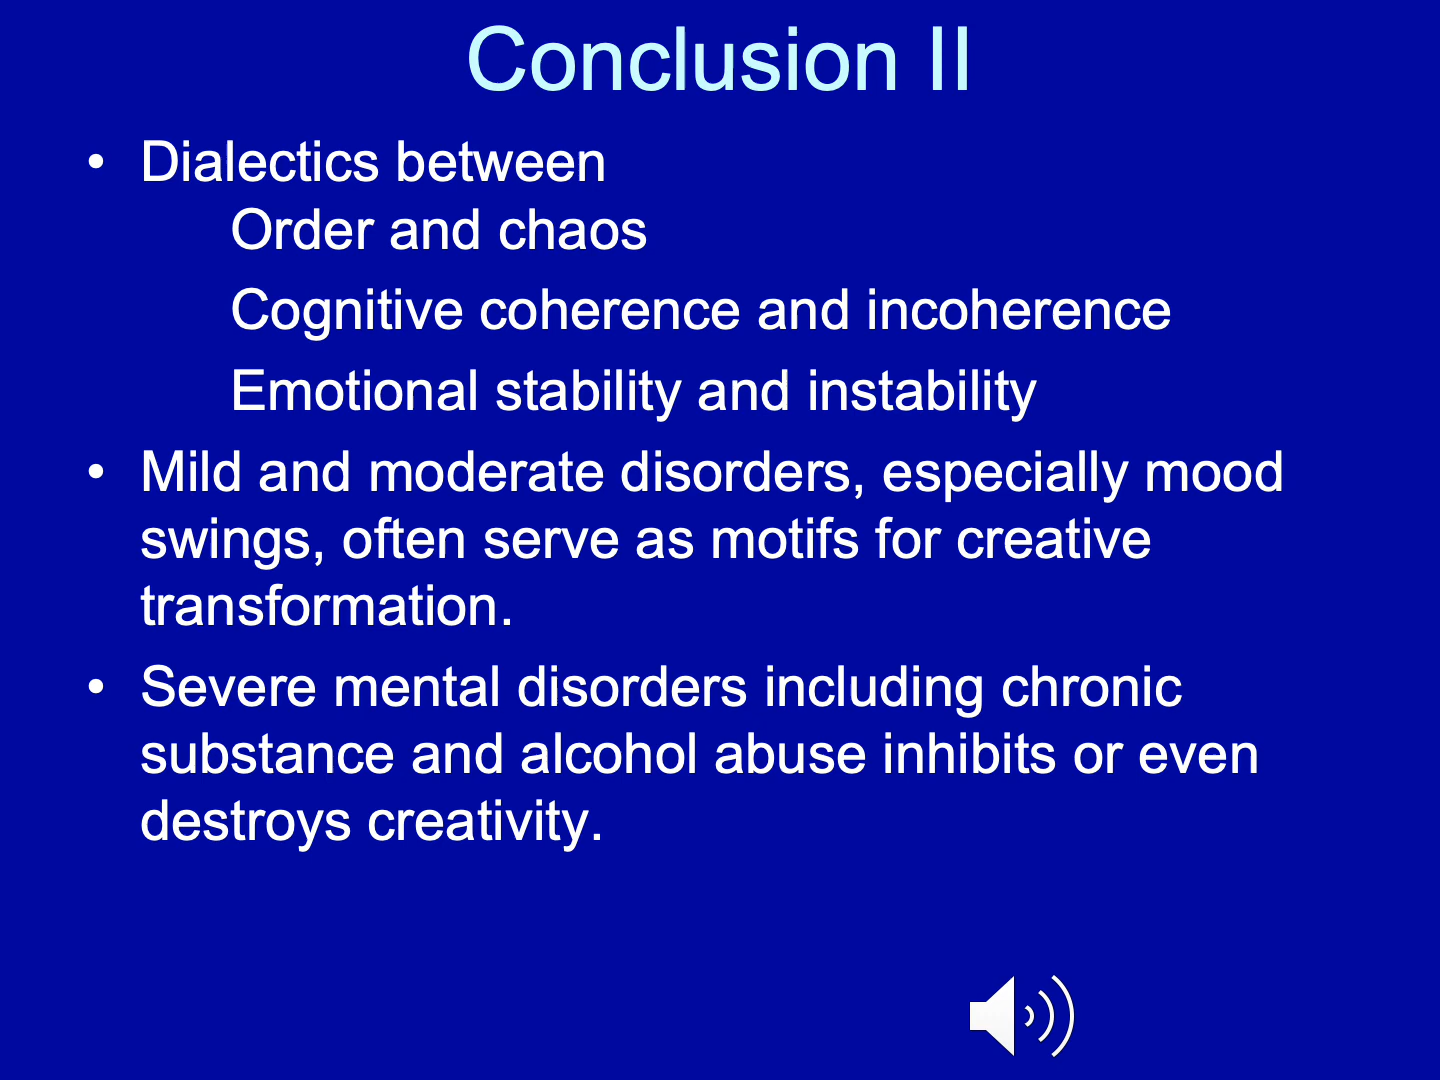 Conclusion II
• Dialectics between
Order and chaos
Cognitive coherence and incoherence
Emotional stability and instability
• Mild and moderate disorders, especially mood
swings, often serve as motifs for creative
transformation.
• Severe mental disorders including chronic
substance and alcohol abuse inhibits or even
destroys creativity.